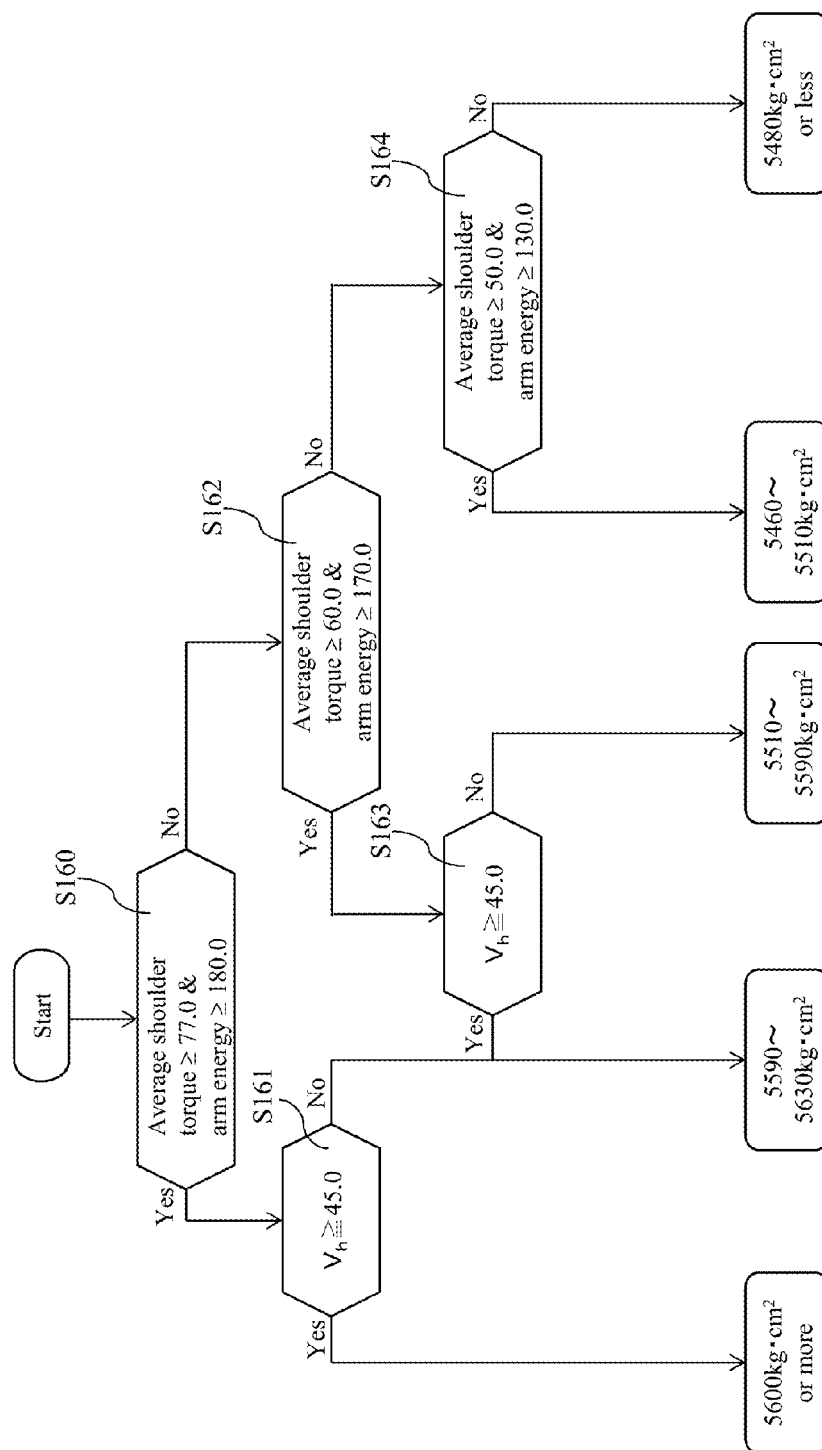 Start
S160
Average shoulder
torque ≥ 77.0 &
arm energy ≥ 180.0
Yes
No
S161
V_h ≧ 45.0
Yes
No
S162
Average shoulder
torque ≥ 60.0 &
arm energy ≥ 170.0
Yes
No
S163
V_h ≧ 45.0
Yes
No
S164
Average shoulder
torque ≥ 50.0 &
arm energy ≥ 130.0
Yes
No
5600kg・cm²
or more
5590~
5630kg・cm²
5510~
5590kg・cm²
5460~
5510kg・cm²
5480kg・cm²
or less